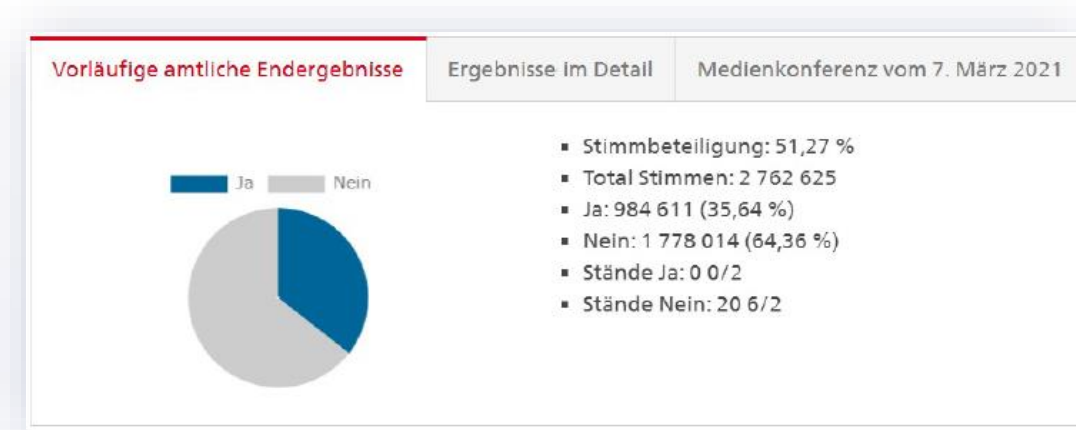 Vorläufige amtliche Endergebnisse
Ergebnisse im Detail
Medienkonferenz vom 7. März 2021
Ja
Nein
▪ Stimmbeteiligung: 51,27 %
▪ Total Stimmen: 2 762 625
▪ Ja: 984 611 (35,64 %)
▪ Nein: 1 778 014 (64,36 %)
▪ Stände Ja: 0 0/2
▪ Stände Nein: 20 6/2